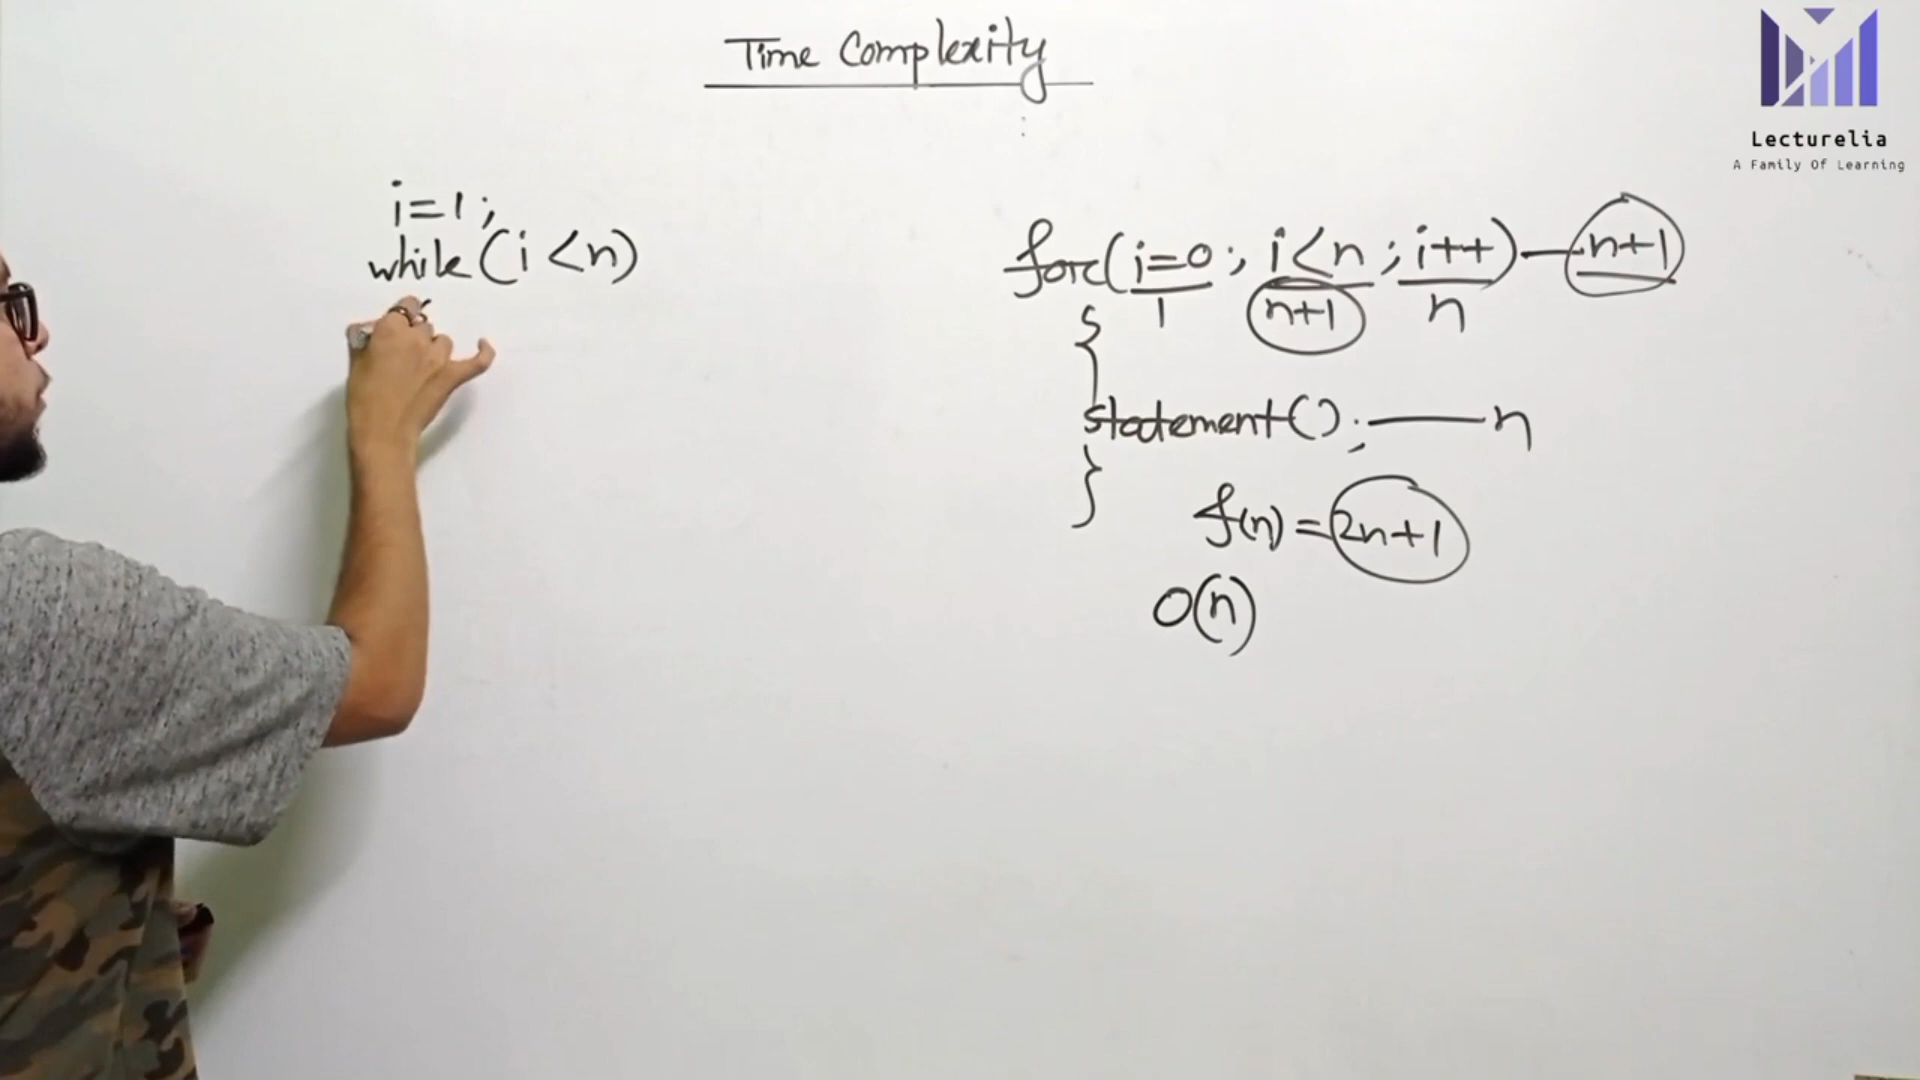 Time Complexity
Lecturelia
A Family Of Learning
i=1;
while (i<n)
{
for(i=0; i<n; i++)—n+1
1 n+1 n
{
statement();——n
}
f(n)=2n+1
O(n)